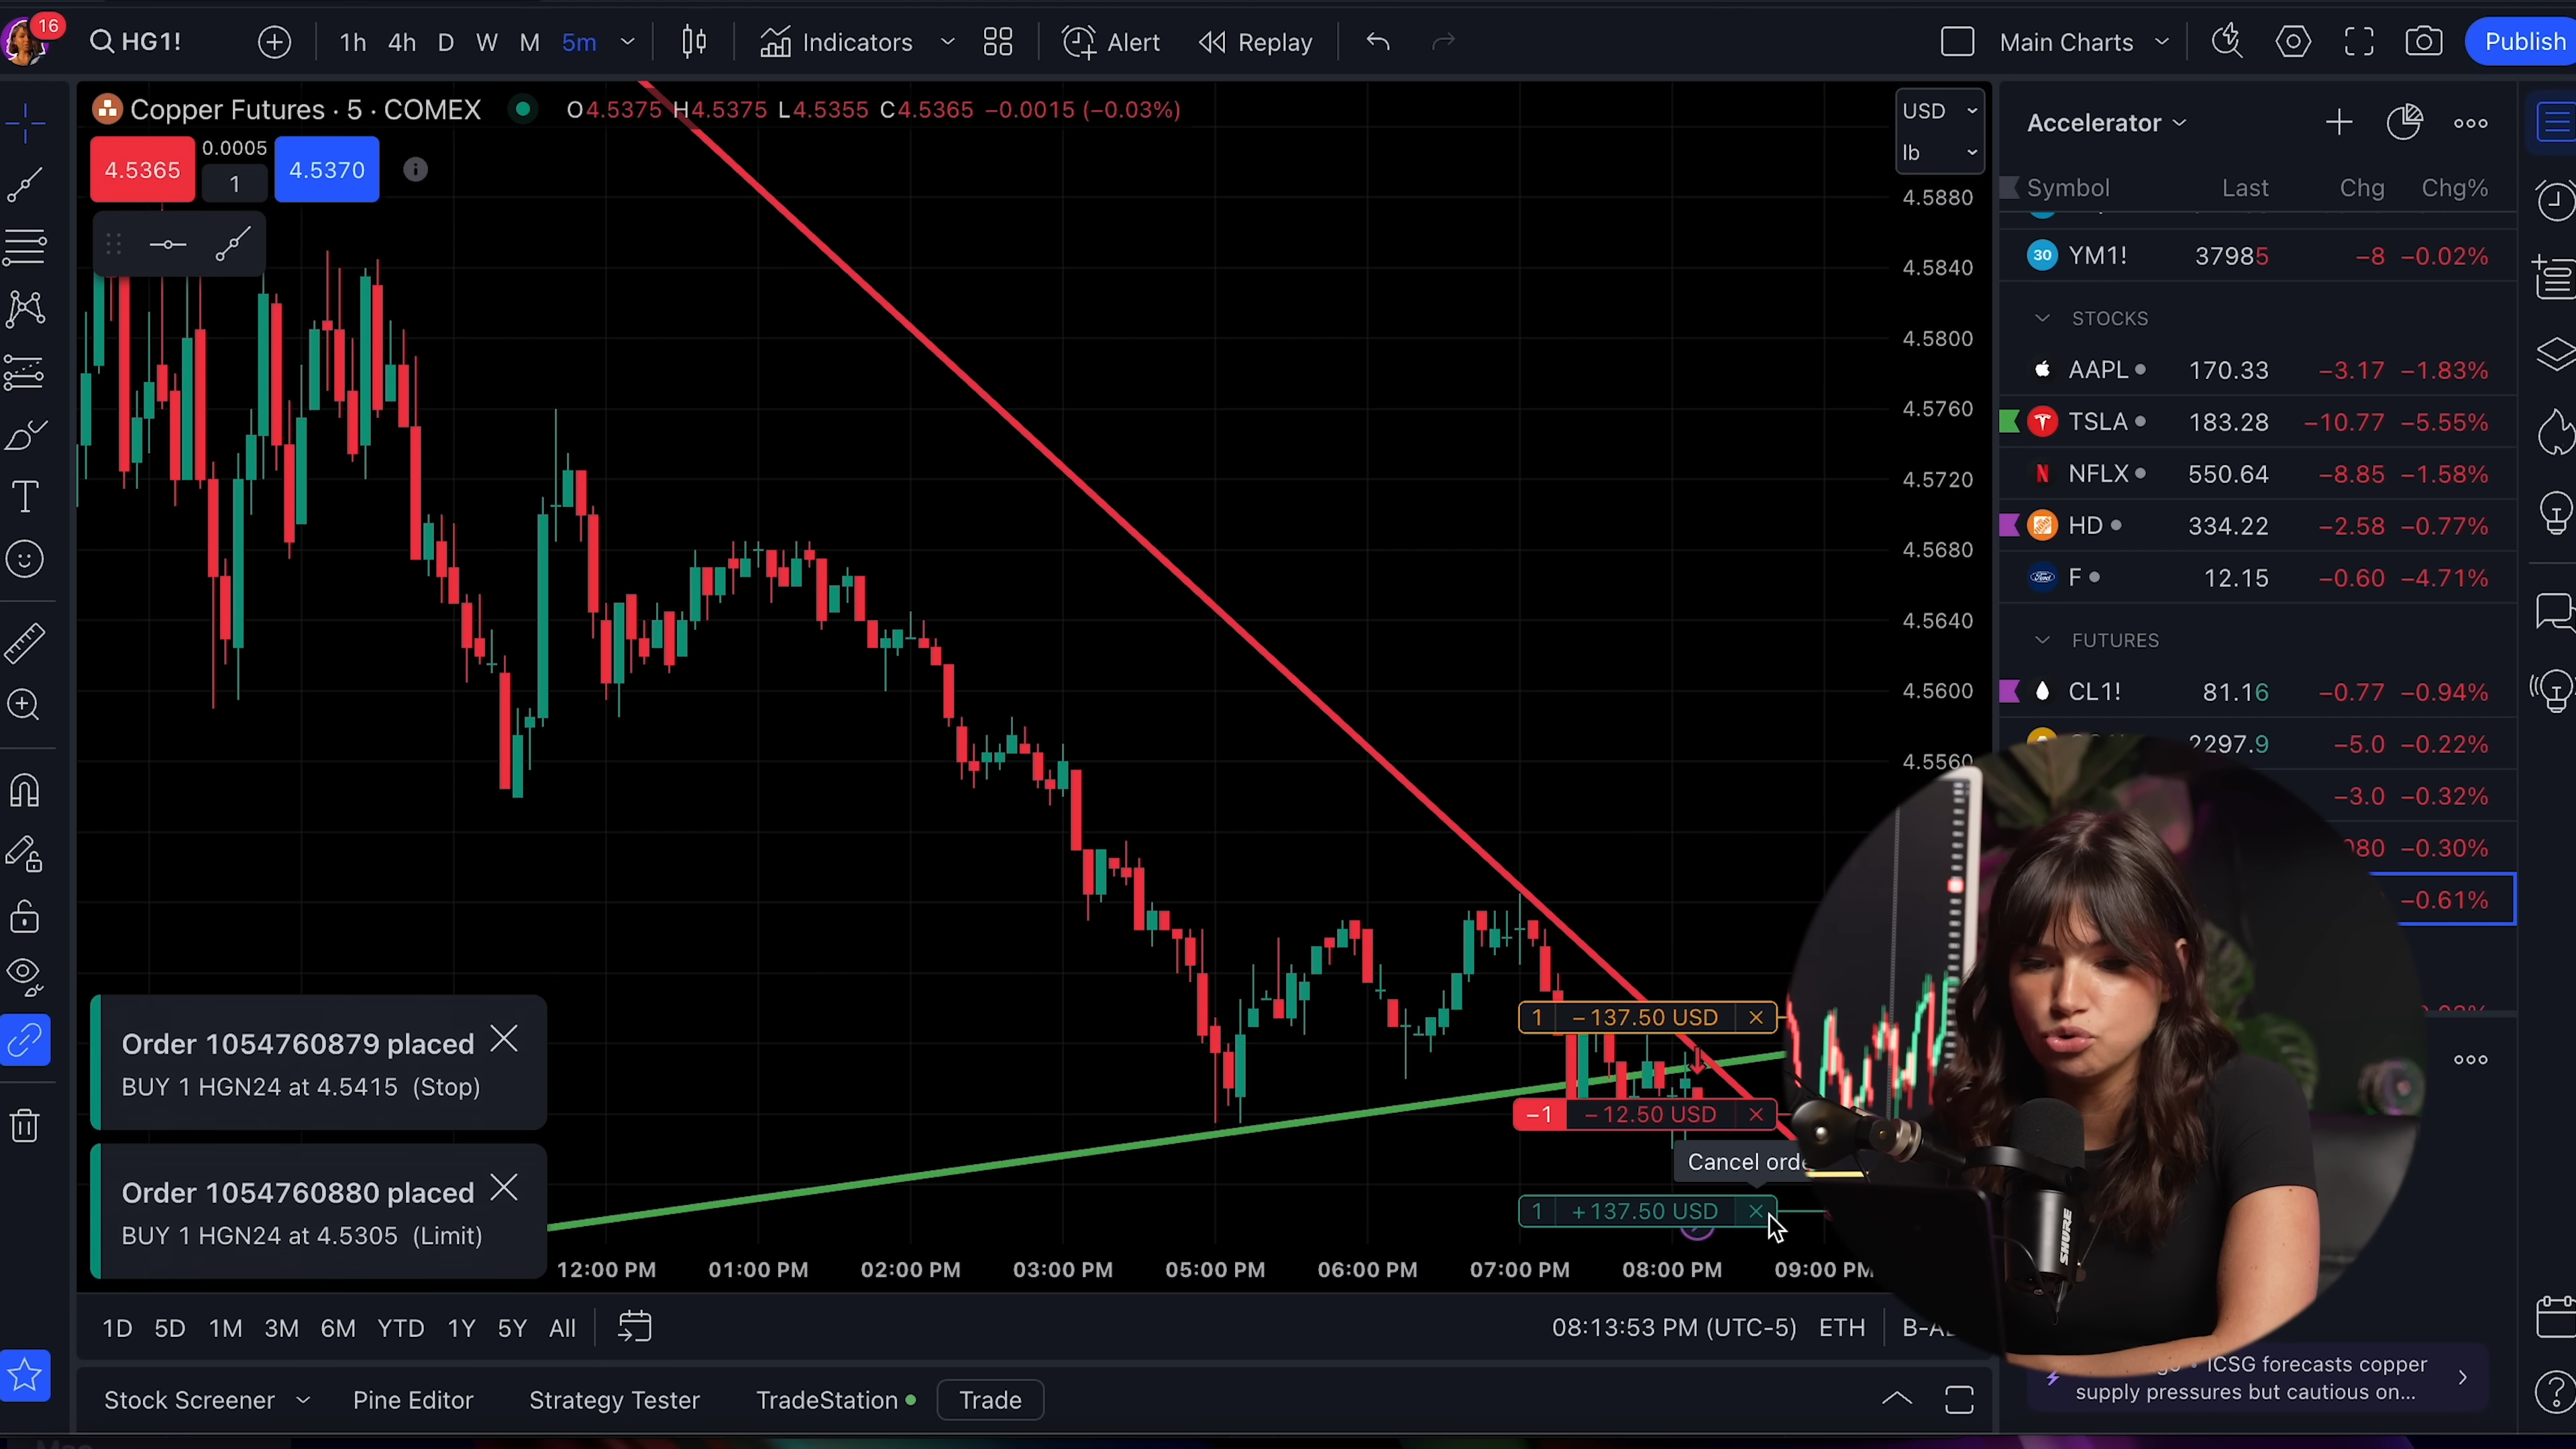 16
HG1!
1h 4h D W M 5m
Indicators
Alert
Replay
Main Charts
Publish
Copper Futures · 5 · COMEX
O4.5375 H4.5375 L4.5355 C4.5365 −0.0015 (−0.03%)
USD
lb
4.5365
0.0005
1
4.5370
4.5880
4.5840
4.5800
4.5760
4.5720
4.5680
4.5640
4.5600
4.5560
Accelerator
Symbol Last Chg Chg%
30 YM1! 37985 −8 −0.02%
STOCKS
AAPL 170.33 −3.17 −1.83%
TSLA 183.28 −10.77 −5.55%
NFLX 550.64 −8.85 −1.58%
HD 334.22 −2.58 −0.77%
F 12.15 −0.60 −4.71%
FUTURES
CL1! 81.16 −0.77 −0.94%
2297.9 −5.0 −0.22%
−3.0 −0.32%
−0.30%
−0.61%
1 −137.50 USD
−1 −12.50 USD
Cancel
1 +137.50 USD
Order 1054760879 placed
BUY 1 HGN24 at 4.5415 (Stop)
Order 1054760880 placed
BUY 1 HGN24 at 4.5305 (Limit)
12:00 PM 01:00 PM 02:00 PM 03:00 PM 05:00 PM 06:00 PM 07:00 PM 08:00 PM 09:00 PM
1D 5D 1M 3M 6M YTD 1Y 5Y All
08:13:53 PM (UTC-5) ETH
Stock Screener Pine Editor Strategy Tester TradeStation Trade
SHURE
ICSG forecasts copper
supply pressures but cautious on...